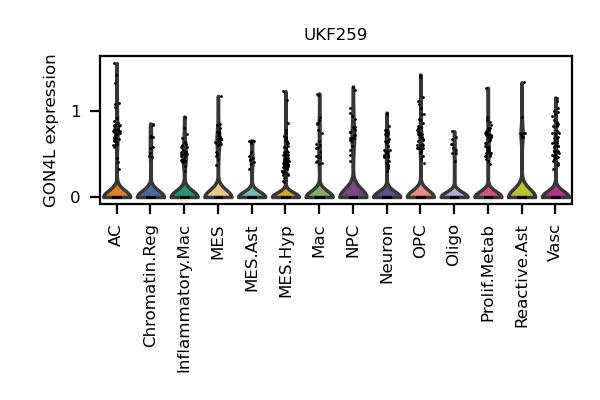 UKF259
GON4L expression
1
0
AC
Chromatin.Reg
Inflammatory.Mac
MES
MES.Ast
MES.Hyp
Mac
NPC
Neuron
OPC
Oligo
Prolif.Metab
Reactive.Ast
Vasc